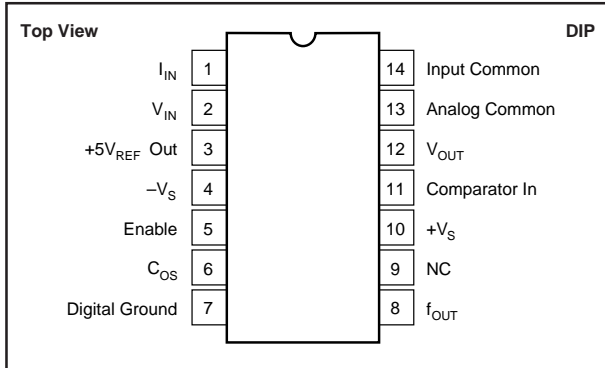 Top View DIP
I_IN 1 14 Input Common
V_IN 2 13 Analog Common
+5V_REF Out 3 12 V_OUT
–V_S 4 11 Comparator In
Enable 5 10 +V_S
C_OS 6 9 NC
Digital Ground 7 8 f_OUT